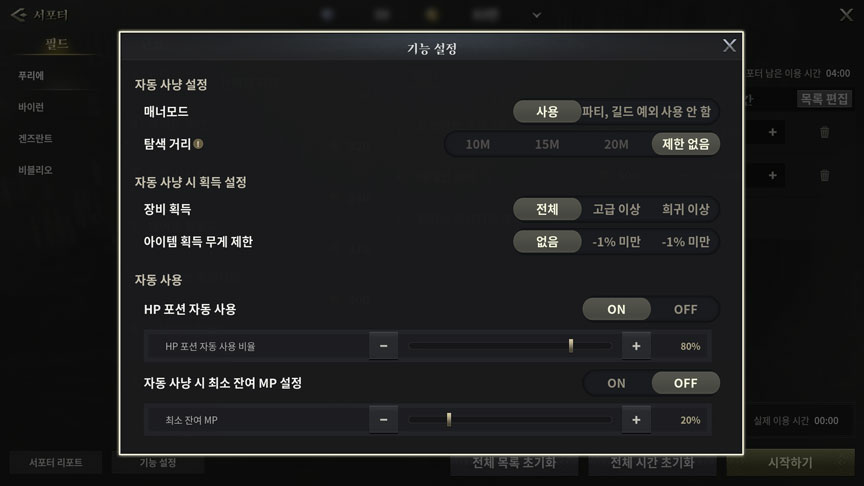 서포터
필드
기능 설정
푸리에
바이런
겐즈란트
비블리오
자동 사냥 설정
매너모드 사용 파티, 길드 예외 사용 안 함
탐색 거리 10M 15M 20M 제한 없음
자동 사냥 시 획득 설정
장비 획득 전체 고급 이상 희귀 이상
아이템 획득 무게 제한 없음 -1% 미만 -1% 미만
자동 사용
HP 포션 자동 사용 ON OFF
HP 포션 자동 사용 비율 - + 80%
자동 사냥 시 최소 잔여 MP 설정 ON OFF
최소 잔여 MP - + 20%
포터 남은 이용 시간 04:00
목록 편집
실제 이용 시간 00:00
서포터 리포트 기능 설정 전체 목록 초기화 전체 시간 초기화 시작하기